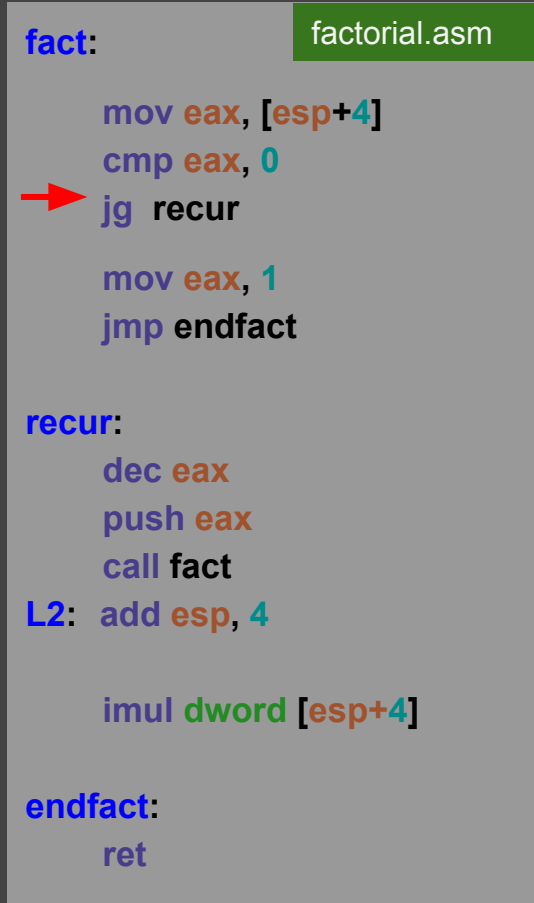 fact:
factorial.asm
mov eax, [esp+4]
cmp eax, 0
jg recur
mov eax, 1
jmp endfact
recur:
dec eax
push eax
call fact
L2: add esp, 4
imul dword [esp+4]
endfact:
ret